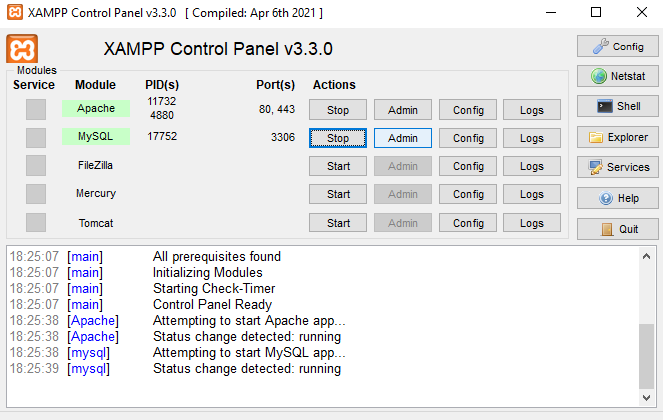 XAMPP Control Panel v3.3.0 [ Compiled: Apr 6th 2021 ]
XAMPP Control Panel v3.3.0
Config
Modules
Service Module PID(s) Port(s) Actions
Netstat
Apache 11732 4880 80, 443 Stop Admin Config Logs
Shell
MySQL 17752 3306 Stop Admin Config Logs
Explorer
FileZilla Start Admin Config Logs
Services
Mercury Start Admin Config Logs
Help
Tomcat Start Admin Config Logs
Quit
18:25:07 [main] All prerequisites found
18:25:07 [main] Initializing Modules
18:25:07 [main] Starting Check-Timer
18:25:07 [main] Control Panel Ready
18:25:38 [Apache] Attempting to start Apache app...
18:25:38 [Apache] Status change detected: running
18:25:38 [mysql] Attempting to start MySQL app...
18:25:39 [mysql] Status change detected: running